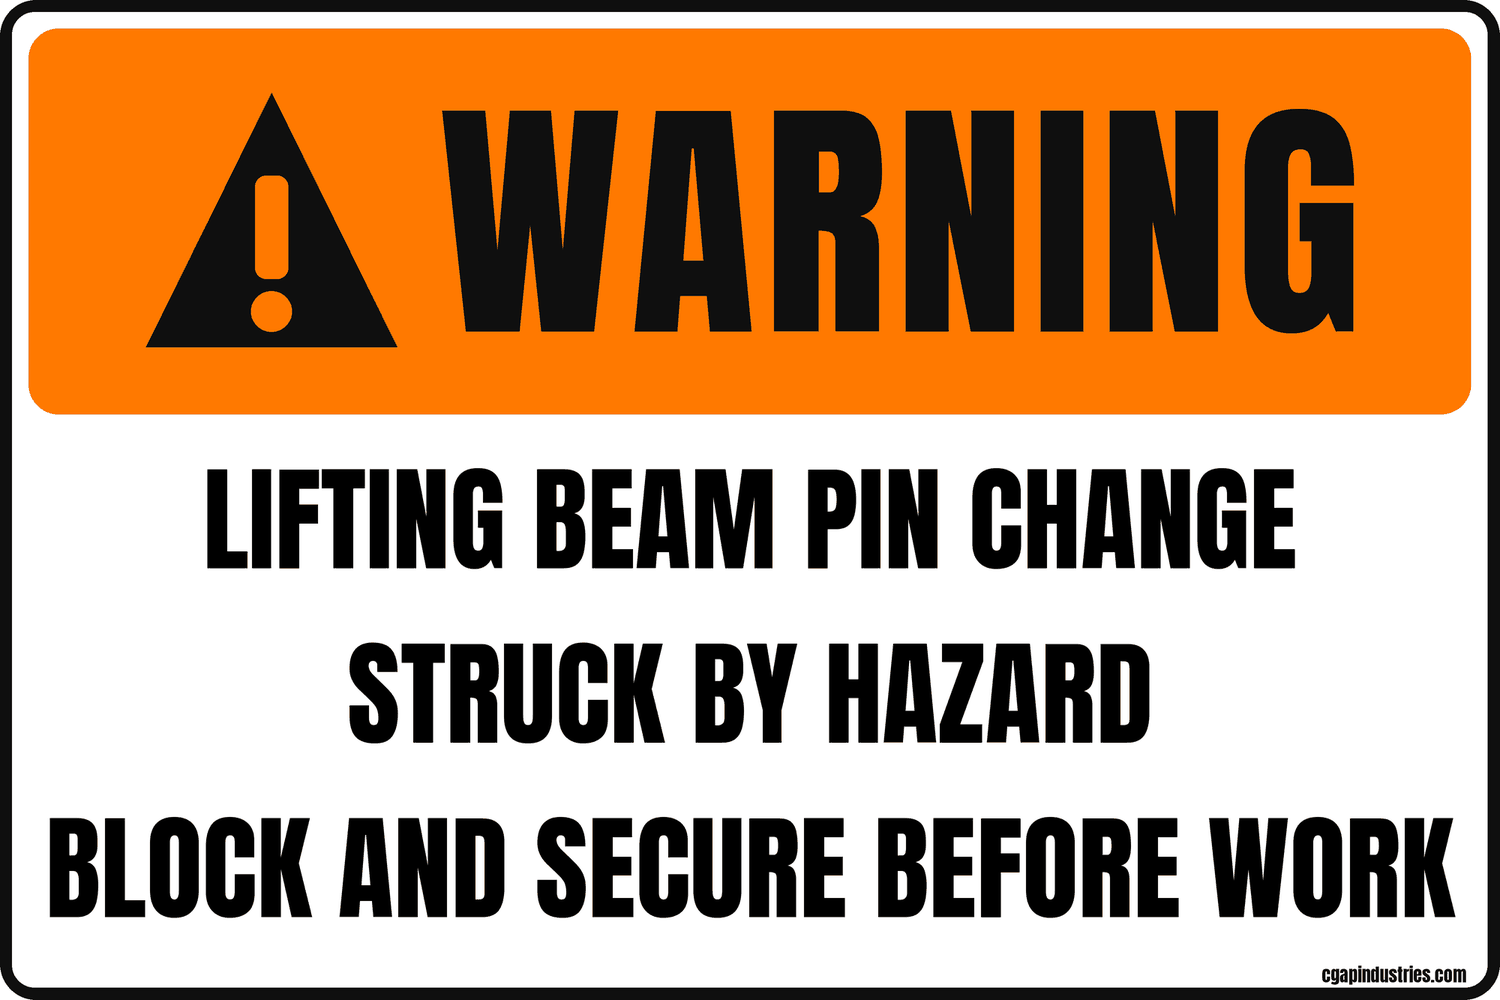 WARNING
LIFTING BEAM PIN CHANGE
STRUCK BY HAZARD
BLOCK AND SECURE BEFORE WORK
cgapindustries.com